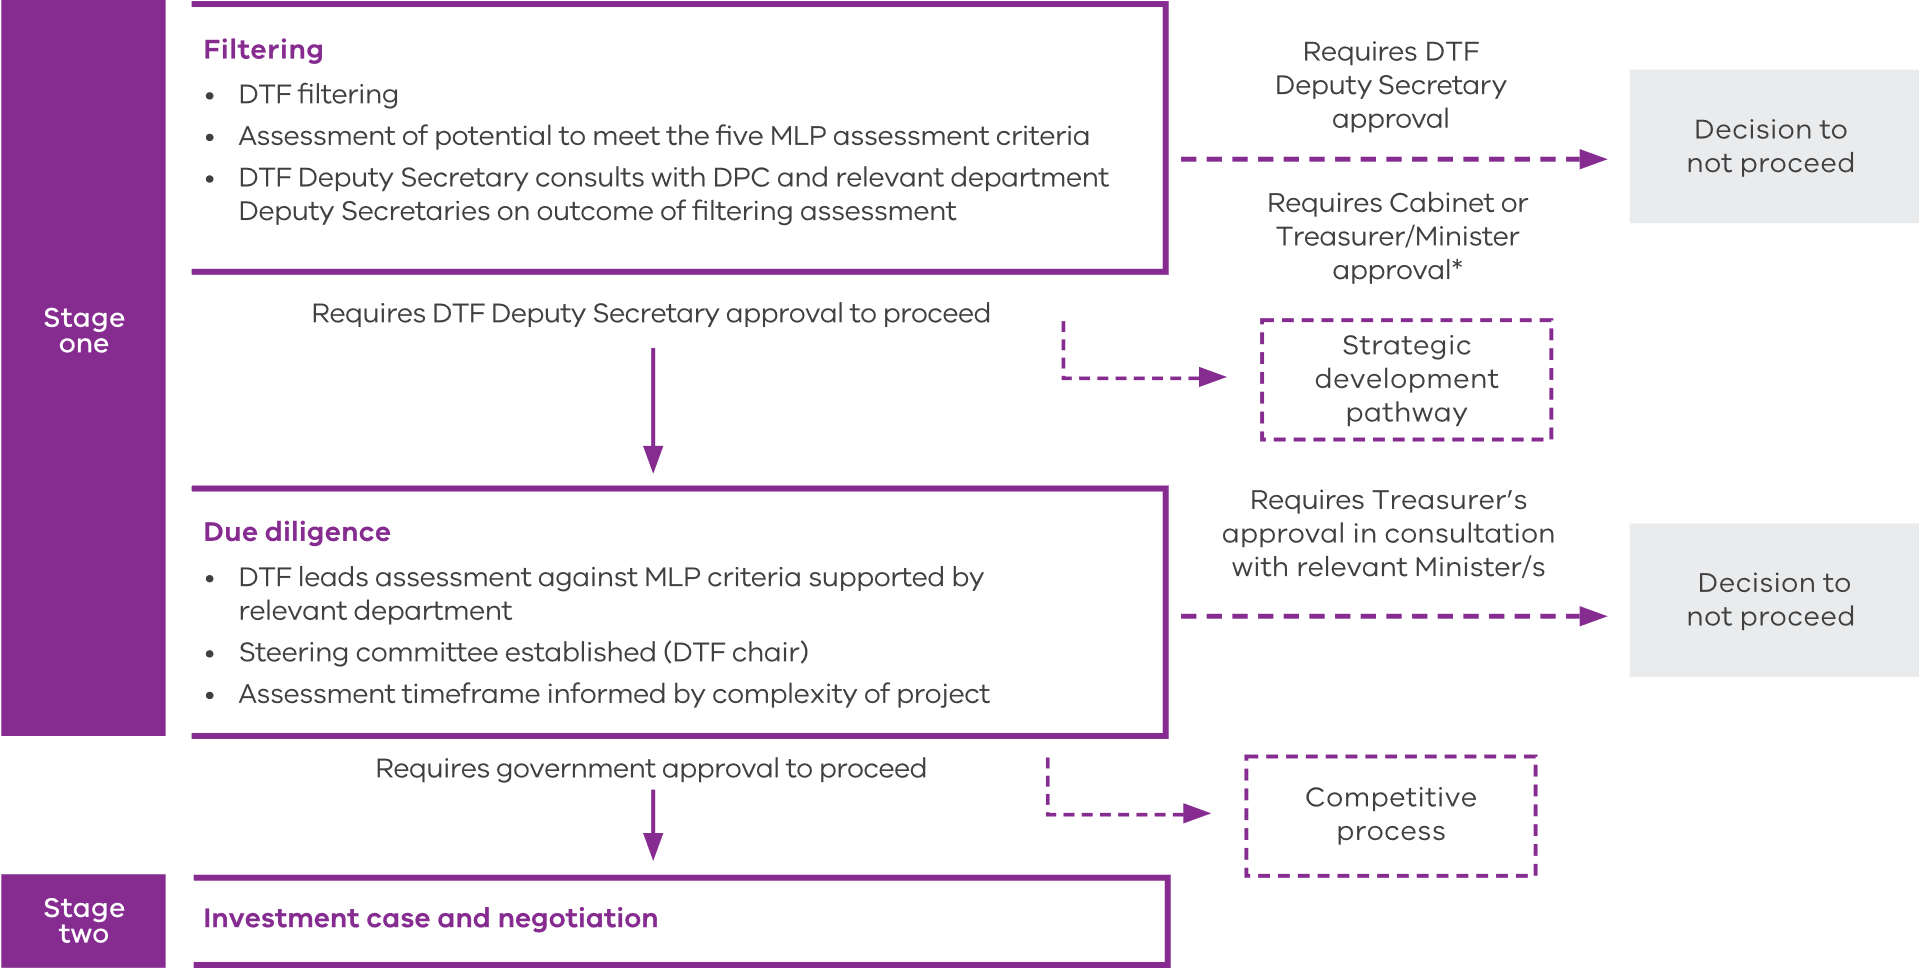 Stage
one
Filtering
• DTF filtering
• Assessment of potential to meet the five MLP assessment criteria
• DTF Deputy Secretary consults with DPC and relevant department
Deputy Secretaries on outcome of filtering assessment
Requires DTF
Deputy Secretary
approval
Decision to
not proceed
Requires Cabinet or
Treasurer/Minister
approval*
Requires DTF Deputy Secretary approval to proceed
Strategic
development
pathway
Due diligence
• DTF leads assessment against MLP criteria supported by
relevant department
• Steering committee established (DTF chair)
• Assessment timeframe informed by complexity of project
Requires Treasurer’s
approval in consultation
with relevant Minister/s
Decision to
not proceed
Requires government approval to proceed
Competitive
process
Stage
two
Investment case and negotiation